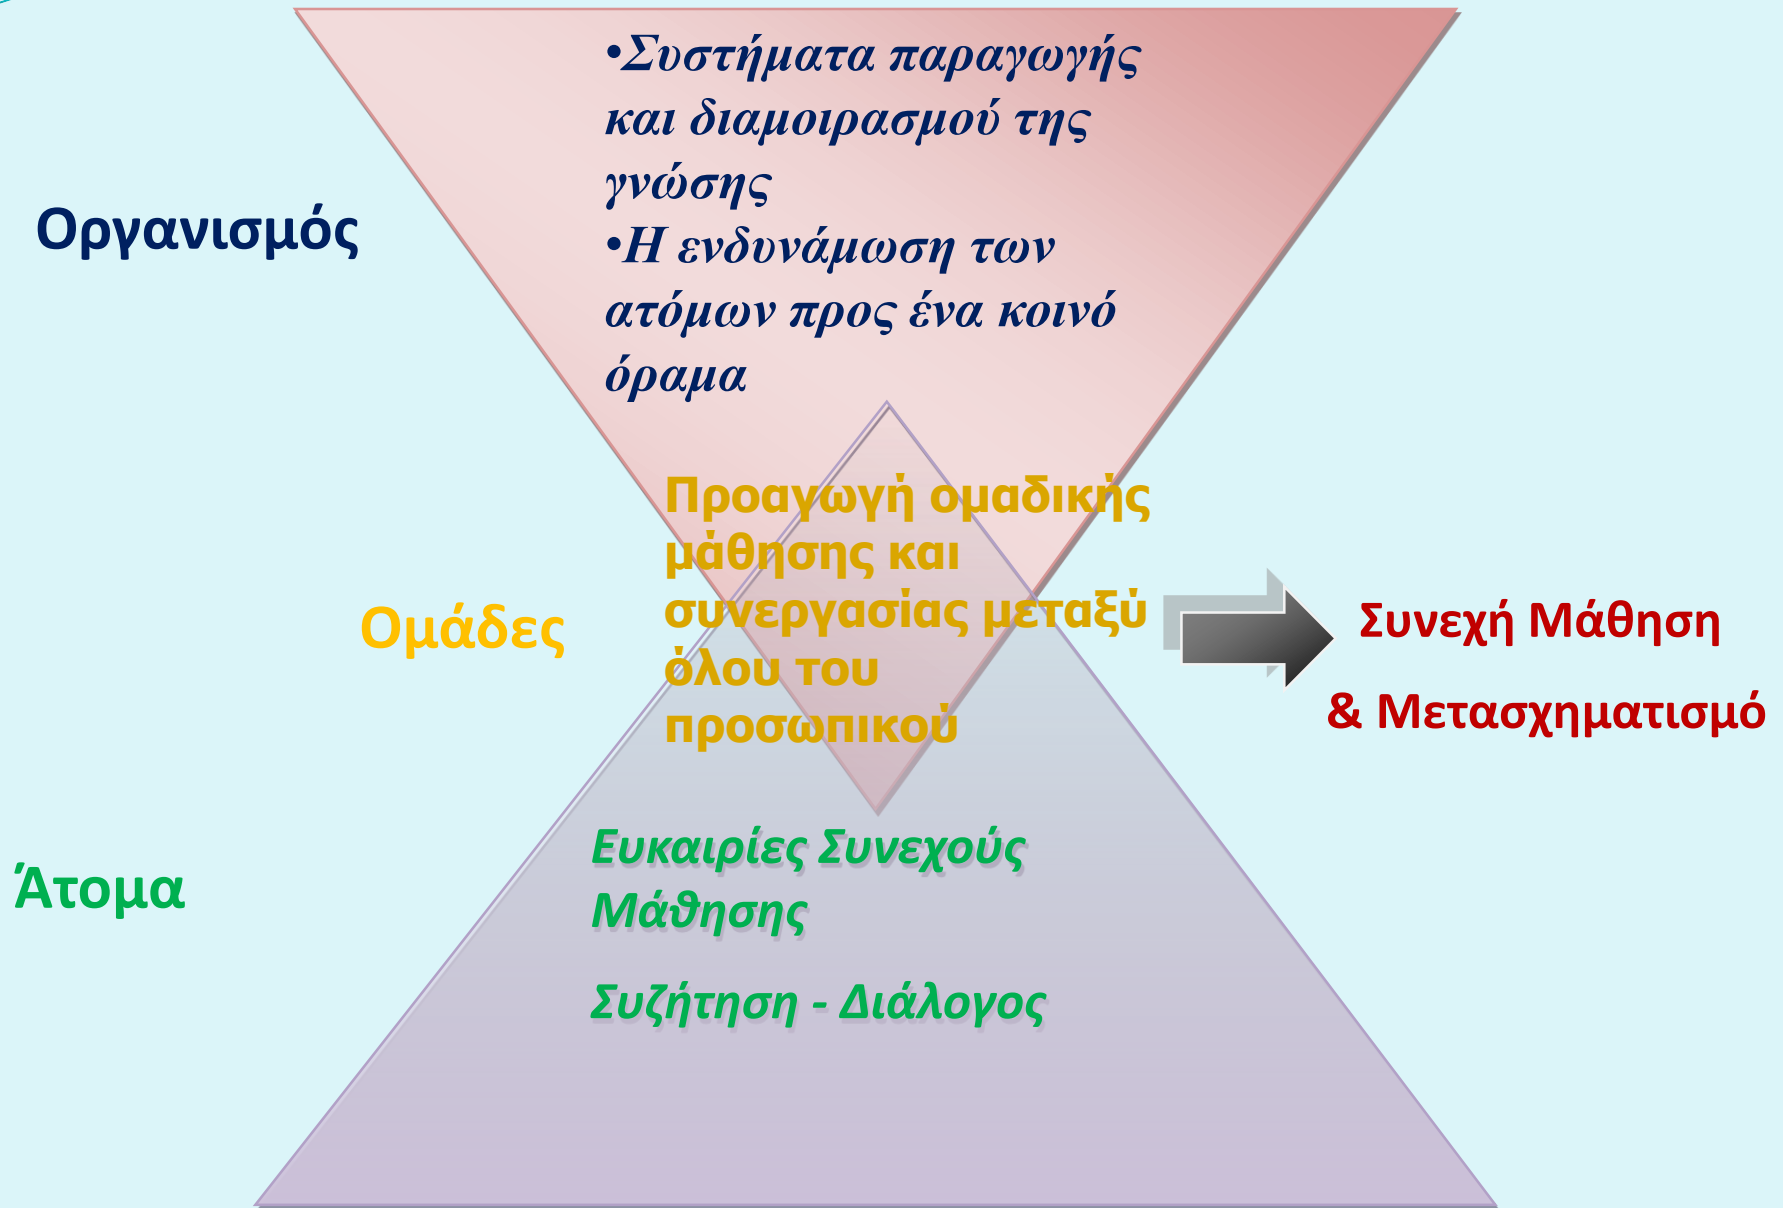 •Συστήματα παραγωγής
και διαμοιρασμού της
γνώσης
Οργανισμός
•Η ενδυνάμωση των
ατόμων προς ένα κοινό
όραμα
Προαγωγή ομαδικής
μάθησης και
συνεργασίας μεταξύ
όλου του
προσωπικού
Ομάδες
Συνεχή Μάθηση
& Μετασχηματισμό
Άτομα
Ευκαιρίες Συνεχούς
Μάθησης
Συζήτηση - Διάλογος